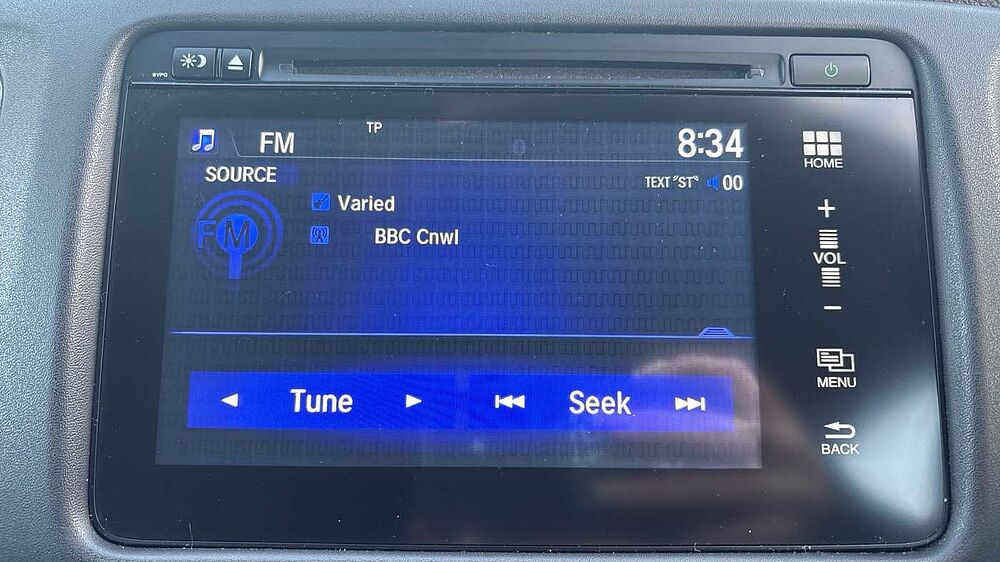 FM
TP
8:34
HOME
SOURCE
TEXT "ST"
00
FM
Varied
BBC Cnwl
+
VOL
−
Tune
Seek
MENU
BACK